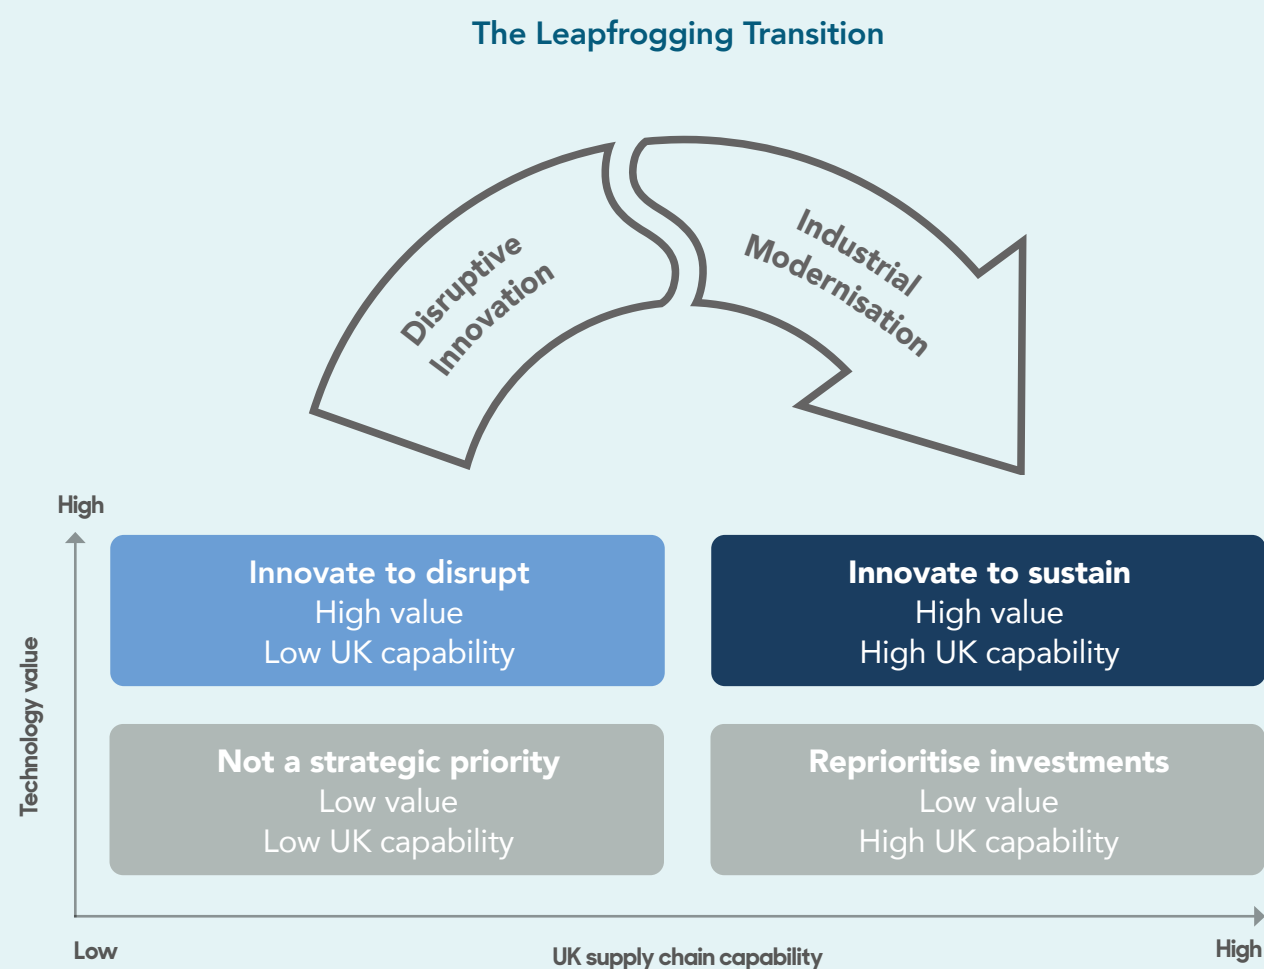 The Leapfrogging Transition
Disruptive
Innovation
Industrial
Modernisation
High
Technology value
Innovate to disrupt
High value
Low UK capability
Innovate to sustain
High value
High UK capability
Not a strategic priority
Low value
Low UK capability
Reprioritise investments
Low value
High UK capability
Low
UK supply chain capability
High